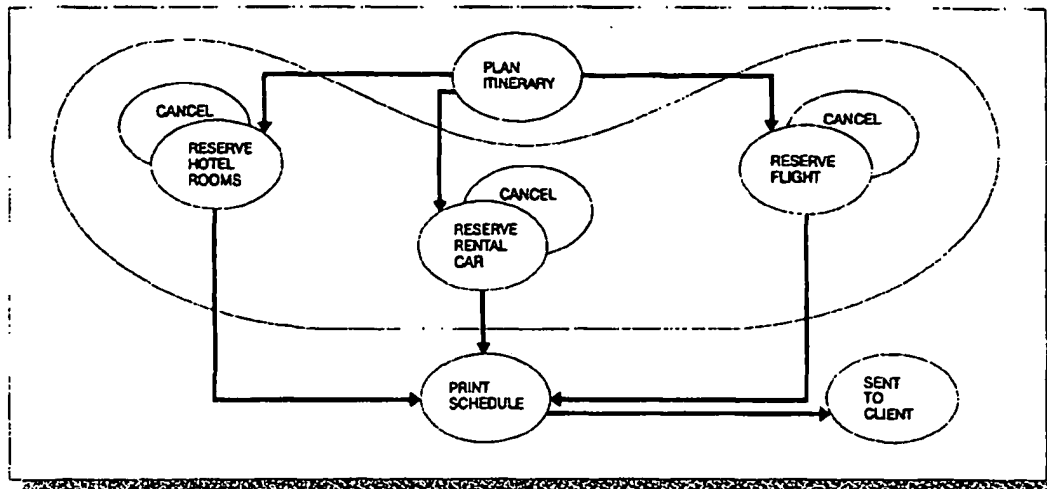 PLAN
ITINERARY
CANCEL
RESERVE
HOTEL
ROOMS
CANCEL
RESERVE
RENTAL
CAR
CANCEL
RESERVE
FLIGHT
PRINT
SCHEDULE
SENT
TO
CLIENT